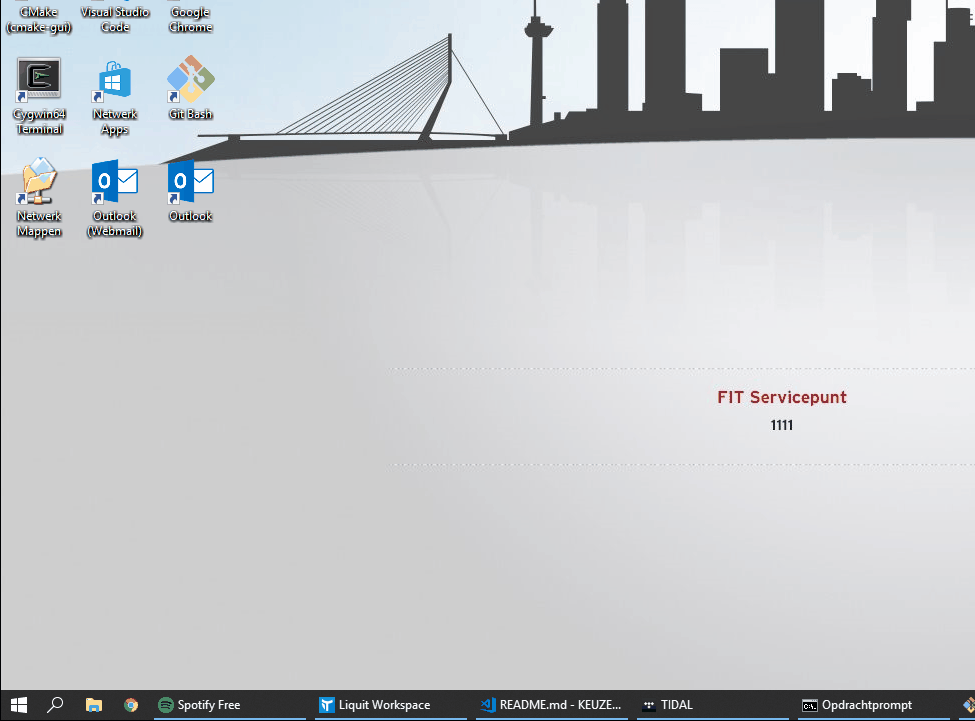 CMake
(cmake-gui)
Visual Studio
Code
Google
Chrome
Cygwin64
Terminal
Netwerk
Apps
Git Bash
Netwerk
Mappen
Outlook
(Webmail)
Outlook
FIT Servicepunt
1111
Spotify Free
Liquit Workspace
README.md - KEUZE...
TIDAL
Opdrachtprompt